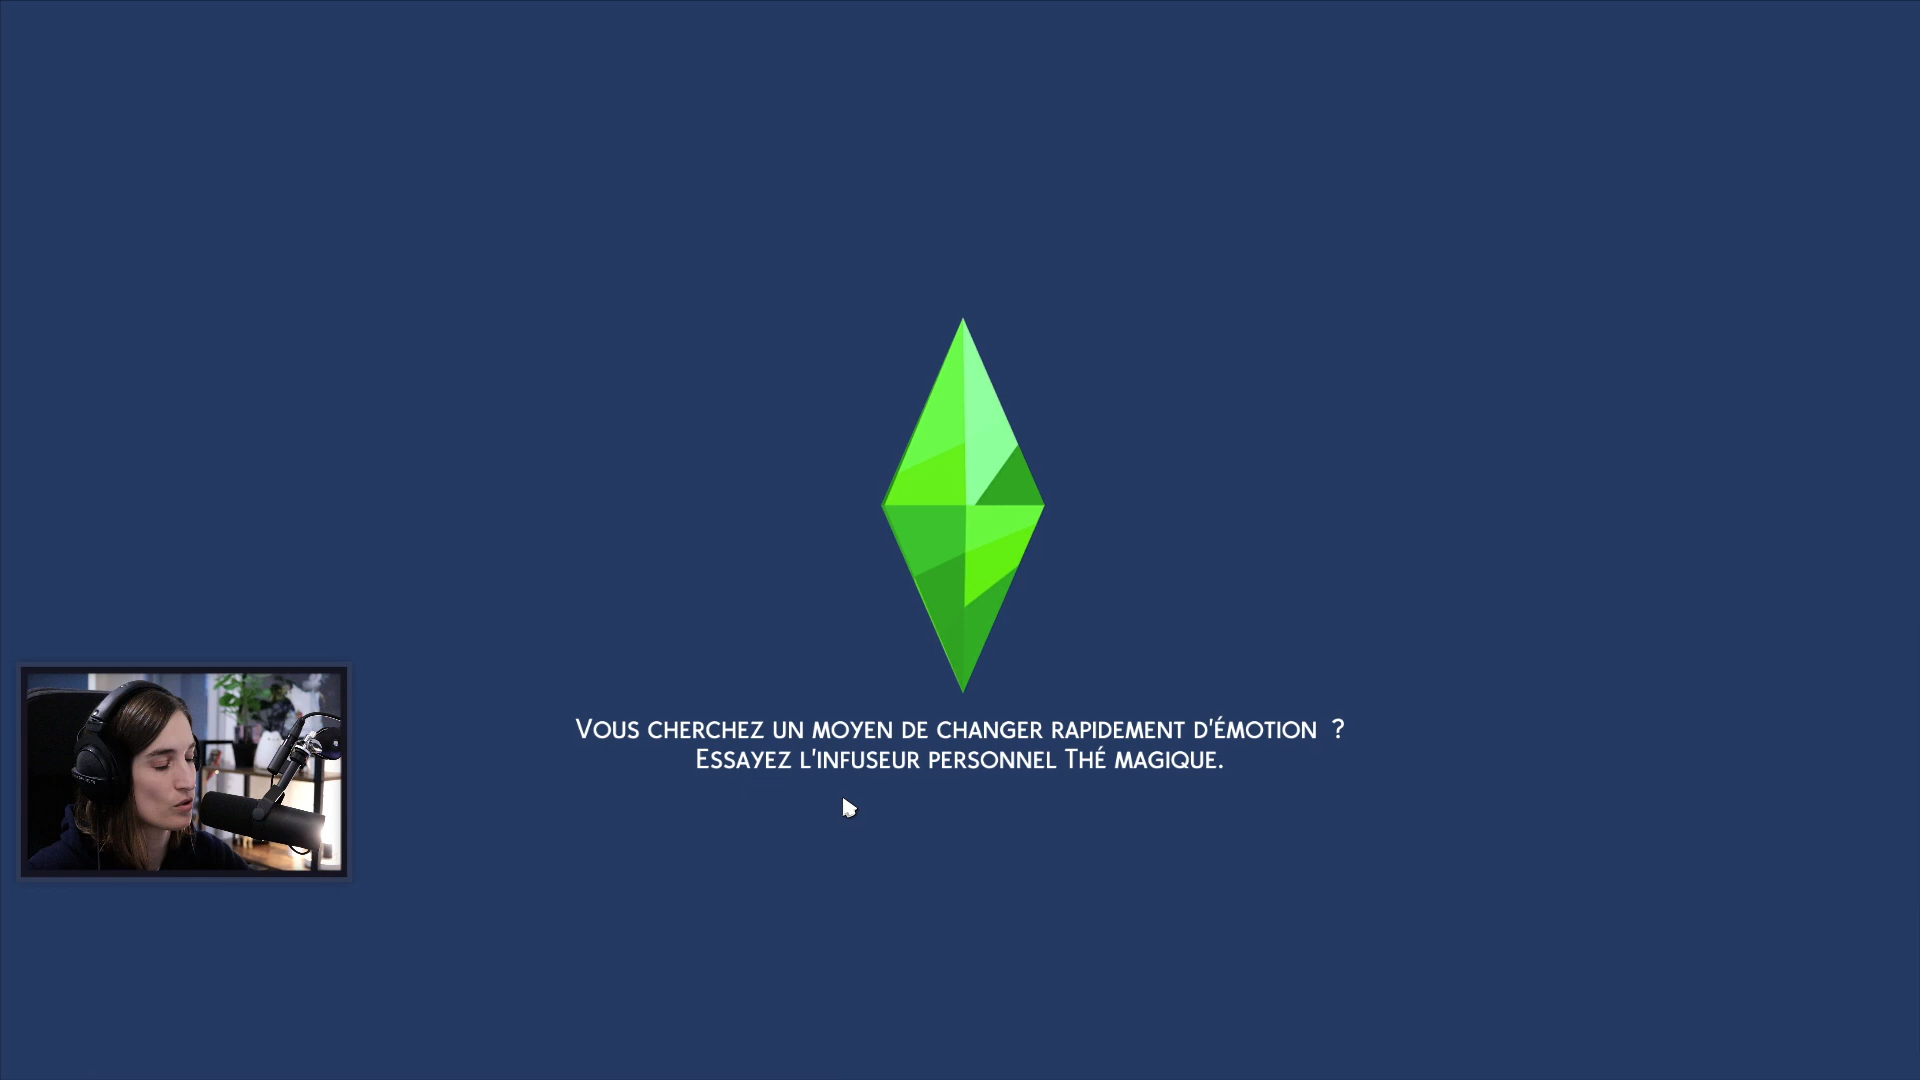 Vous cherchez un moyen de changer rapidement d'émotion  ?
Essayez l'infuseur personnel Thé magique.